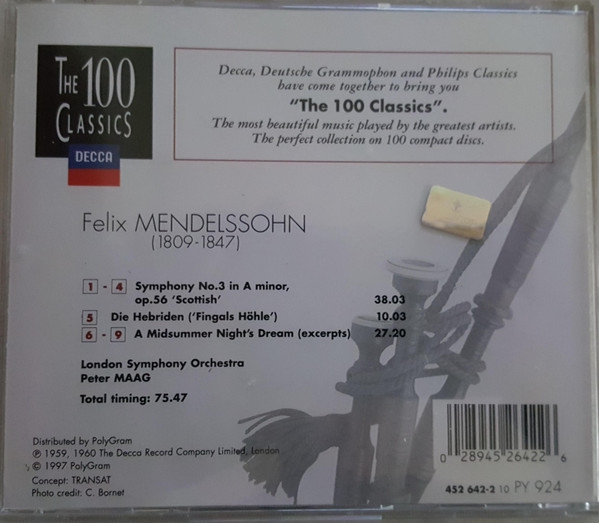 THE 100
CLASSICS
DECCA
Decca, Deutsche Grammophon and Philips Classics
have come together to bring you
"The 100 Classics".
The most beautiful music played by the greatest artists.
The perfect collection on 100 compact discs.
Felix MENDELSSOHN
(1809-1847)
1 - 4 Symphony No.3 in A minor,
op.56 'Scottish' 38.03
5 Die Hebriden ('Fingals Höhle') 10.03
6 - 9 A Midsummer Night's Dream (excerpts) 27.20
London Symphony Orchestra
Peter MAAG
Total timing: 75.47
Distributed by PolyGram
℗ 1959, 1960 The Decca Record Company Limited, London
© 1997 PolyGram
Concept: TRANSAT
Photo credit: C. Bornet
0 28945 26422 6
452 642-2 10 PY 924